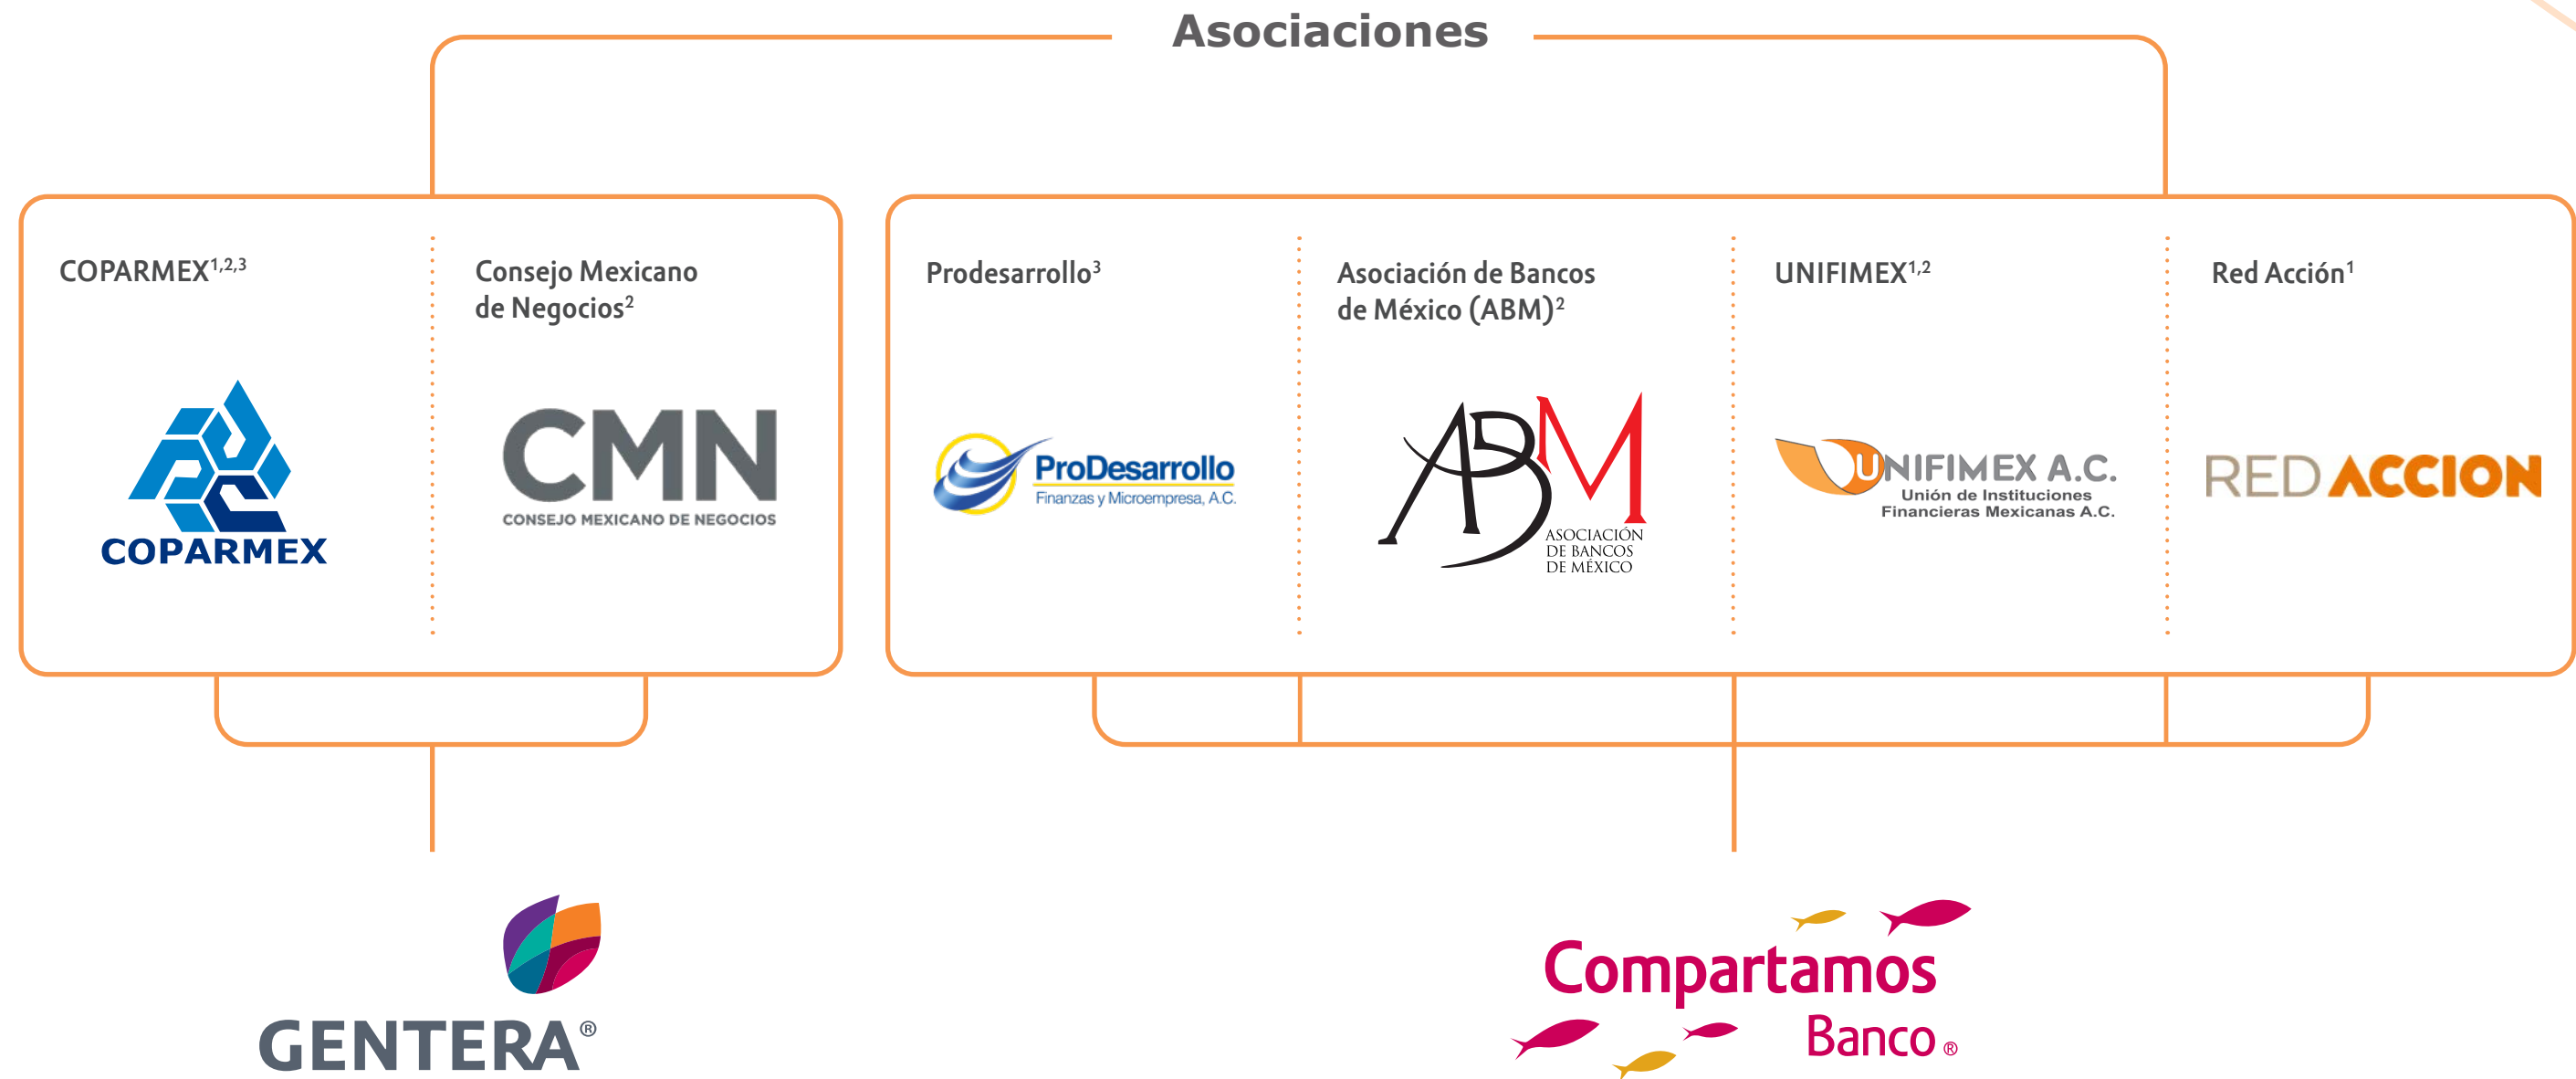 Asociaciones
COPARMEX1,2,3
COPARMEX
Consejo Mexicano
de Negocios2
CMN
CONSEJO MEXICANO DE NEGOCIOS
Prodesarrollo3
ProDesarrollo
Finanzas y Microempresa, A.C.
Asociación de Bancos
de México (ABM)2
ABM
ASOCIACIÓN
DE BANCOS
DE MÉXICO
UNIFIMEX1,2
UNIFIMEX A.C.
Unión de Instituciones
Financieras Mexicanas A.C.
Red Acción1
RED ACCION
GENTERA®
Compartamos
Banco ®